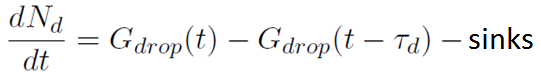 dN_d/dt = G_drop(t) − G_drop(t − τ_d) − sinks